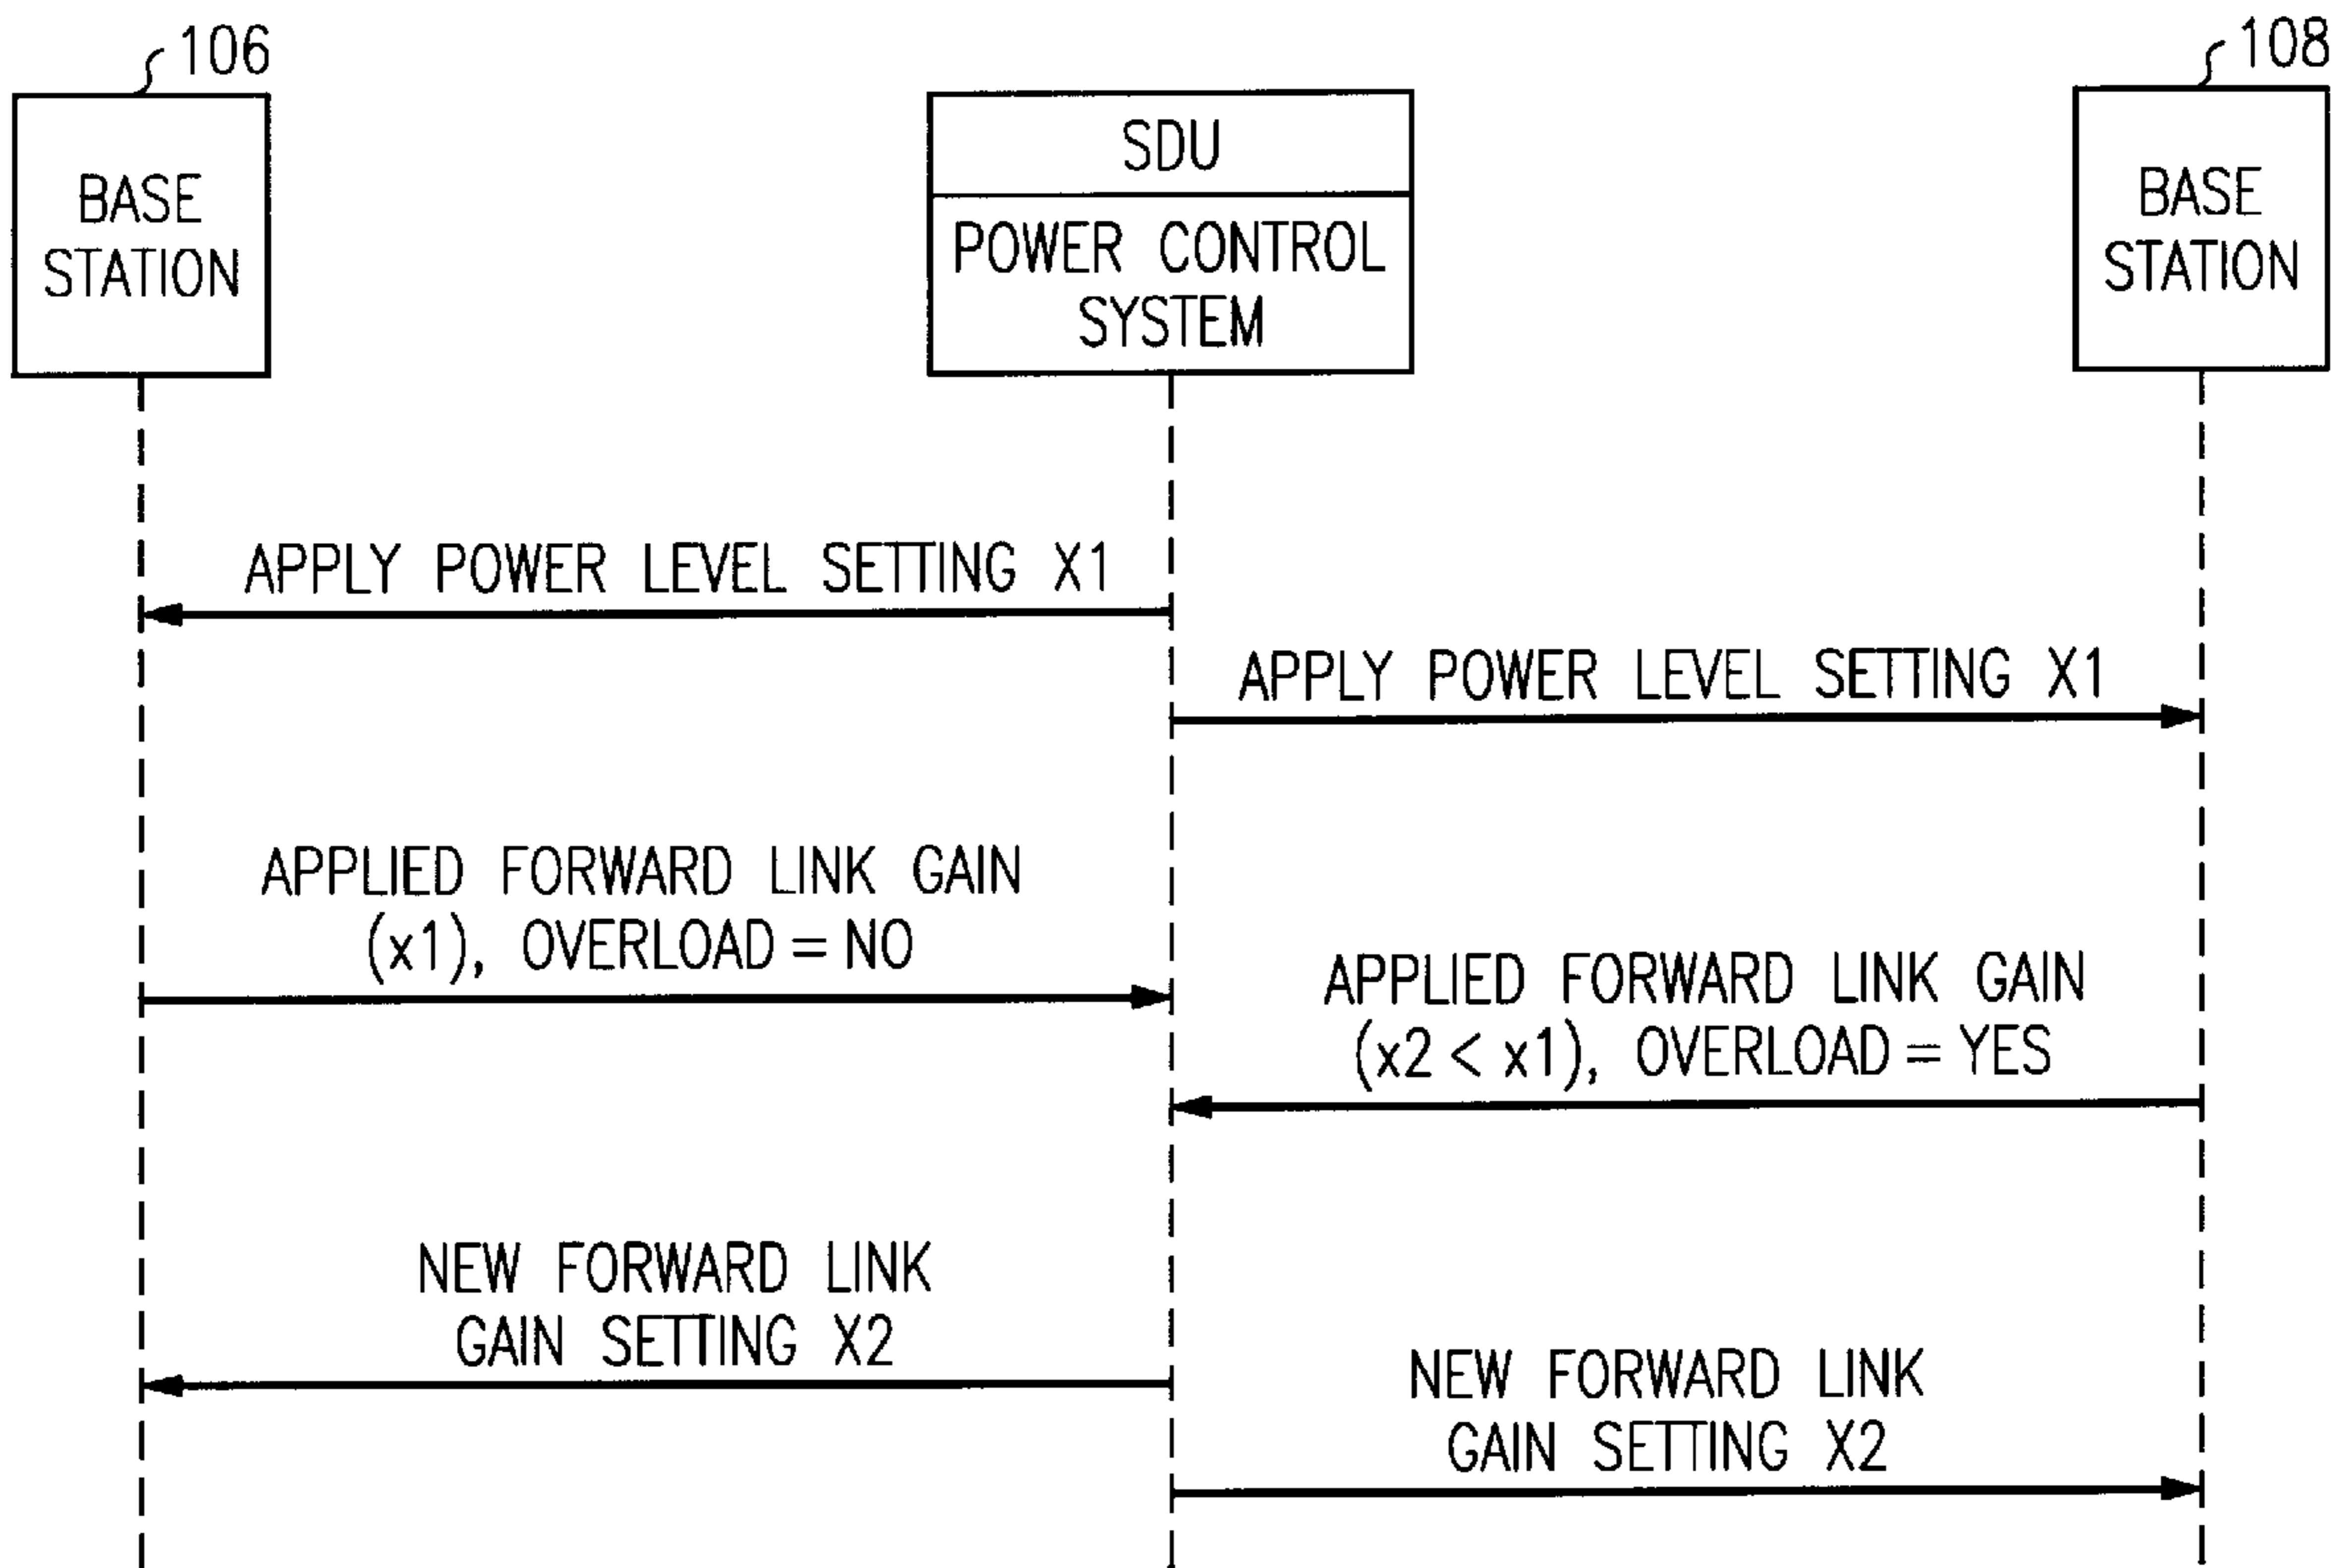 106
108
BASE
STATION
SDU
POWER CONTROL
SYSTEM
BASE
STATION
APPLY POWER LEVEL SETTING X1
APPLY POWER LEVEL SETTING X1
APPLIED FORWARD LINK GAIN
(x1), OVERLOAD = NO
APPLIED FORWARD LINK GAIN
(x2 < x1), OVERLOAD = YES
NEW FORWARD LINK
GAIN SETTING X2
NEW FORWARD LINK
GAIN SETTING X2